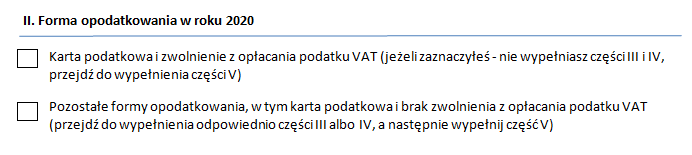 II. Forma opodatkowania w roku 2020
Karta podatkowa i zwolnienie z opłacania podatku VAT (jeżeli zaznaczyłeś - nie wypełniasz części III i IV,
przejdź do wypełnienia części V)
Pozostałe formy opodatkowania, w tym karta podatkowa i brak zwolnienia z opłacania podatku VAT
(przejdź do wypełnienia odpowiednio części III albo IV, a następnie wypełnij część V)